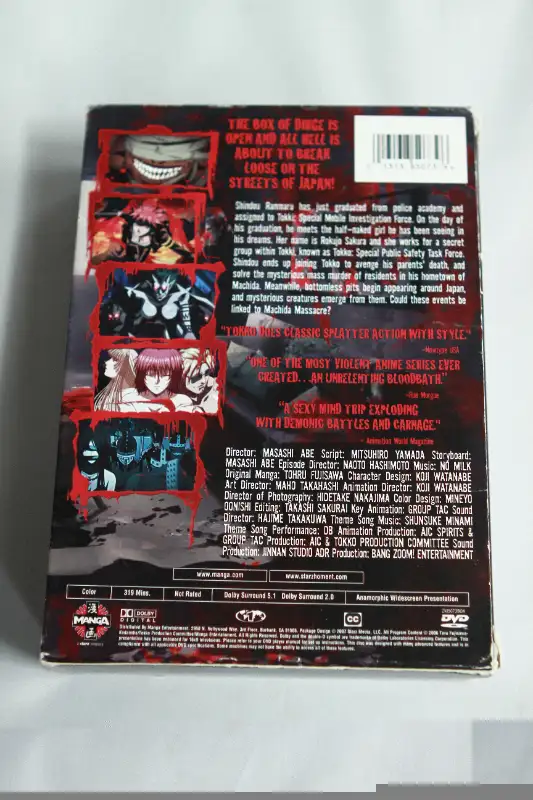 THE BOX OF DIRGE IS
OPEN AND ALL HELL IS
ABOUT TO BREAK
LOOSE ON THE
STREETS OF JAPAN!
Shindou Ranmaru has just graduated from police academy and
assigned to Tokki: Special Mobile Investigation Force. On the day of
his graduation, he meets the half-naked girl he has been seeing in
his dreams. Her name is Rokujo Sakura and she works for a secret
group within Tokki, known as Tokko: Special Public Safety Task Force.
Shindou ends up joining Tokko to avenge his parents' death, and
solve the mysterious mass murder of residents in his hometown of
Machida. Meanwhile, bottomless pits begin appearing around Japan,
and mysterious creatures emerge from them. Could these events be
linked to Machida Massacre?
"TOKKO DOES CLASSIC SPLATTER ACTION WITH STYLE."
-Newtype USA
"ONE OF THE MOST VIOLENT ANIME SERIES EVER
CREATED...AN UNRELENTING BLOODBATH."
-Rue Morgue
"A SEXY MIND TRIP EXPLODING
WITH DEMONIC BATTLES AND CARNAGE."
- Animation World Magazine
Director: MASASHI ABE Script: MITSUHIRO YAMADA Storyboard:
MASASHI ABE Episode Director: NAOTO HASHIMOTO Music: NO MILK
Original Manga: TOHRU FUJISAWA Character Design: KOJI WATANABE
Art Director: MAHO TAKAHASHI Animation Director: KOJI WATANABE
Director of Photography: HIDETAKE NAKAJIMA Color Design: MINEYO
OONISHI Editing: TAKASHI SAKURAI Key Animation: GROUP TAC Sound
Director: HAJIME TAKAKUWA Theme Song Music: SHUNSUKE MINAMI
Theme Song Performance: DB Animation Production: AIC SPIRITS &
GROUP TAC Production: AIC & TOKKO PRODUCTION COMMITTEE Sound
Production: JINNAN STUDIO ADR Production: BANG ZOOM! ENTERTAINMENT
www.manga.com www.starzhoment.com
Color 319 Mins. Not Rated Dolby Surround 5.1 Dolby Surround 2.0 Anamorphic Widescreen Presentation
漫画
MANGA
DOLBY
DIGITAL
CC
DVD